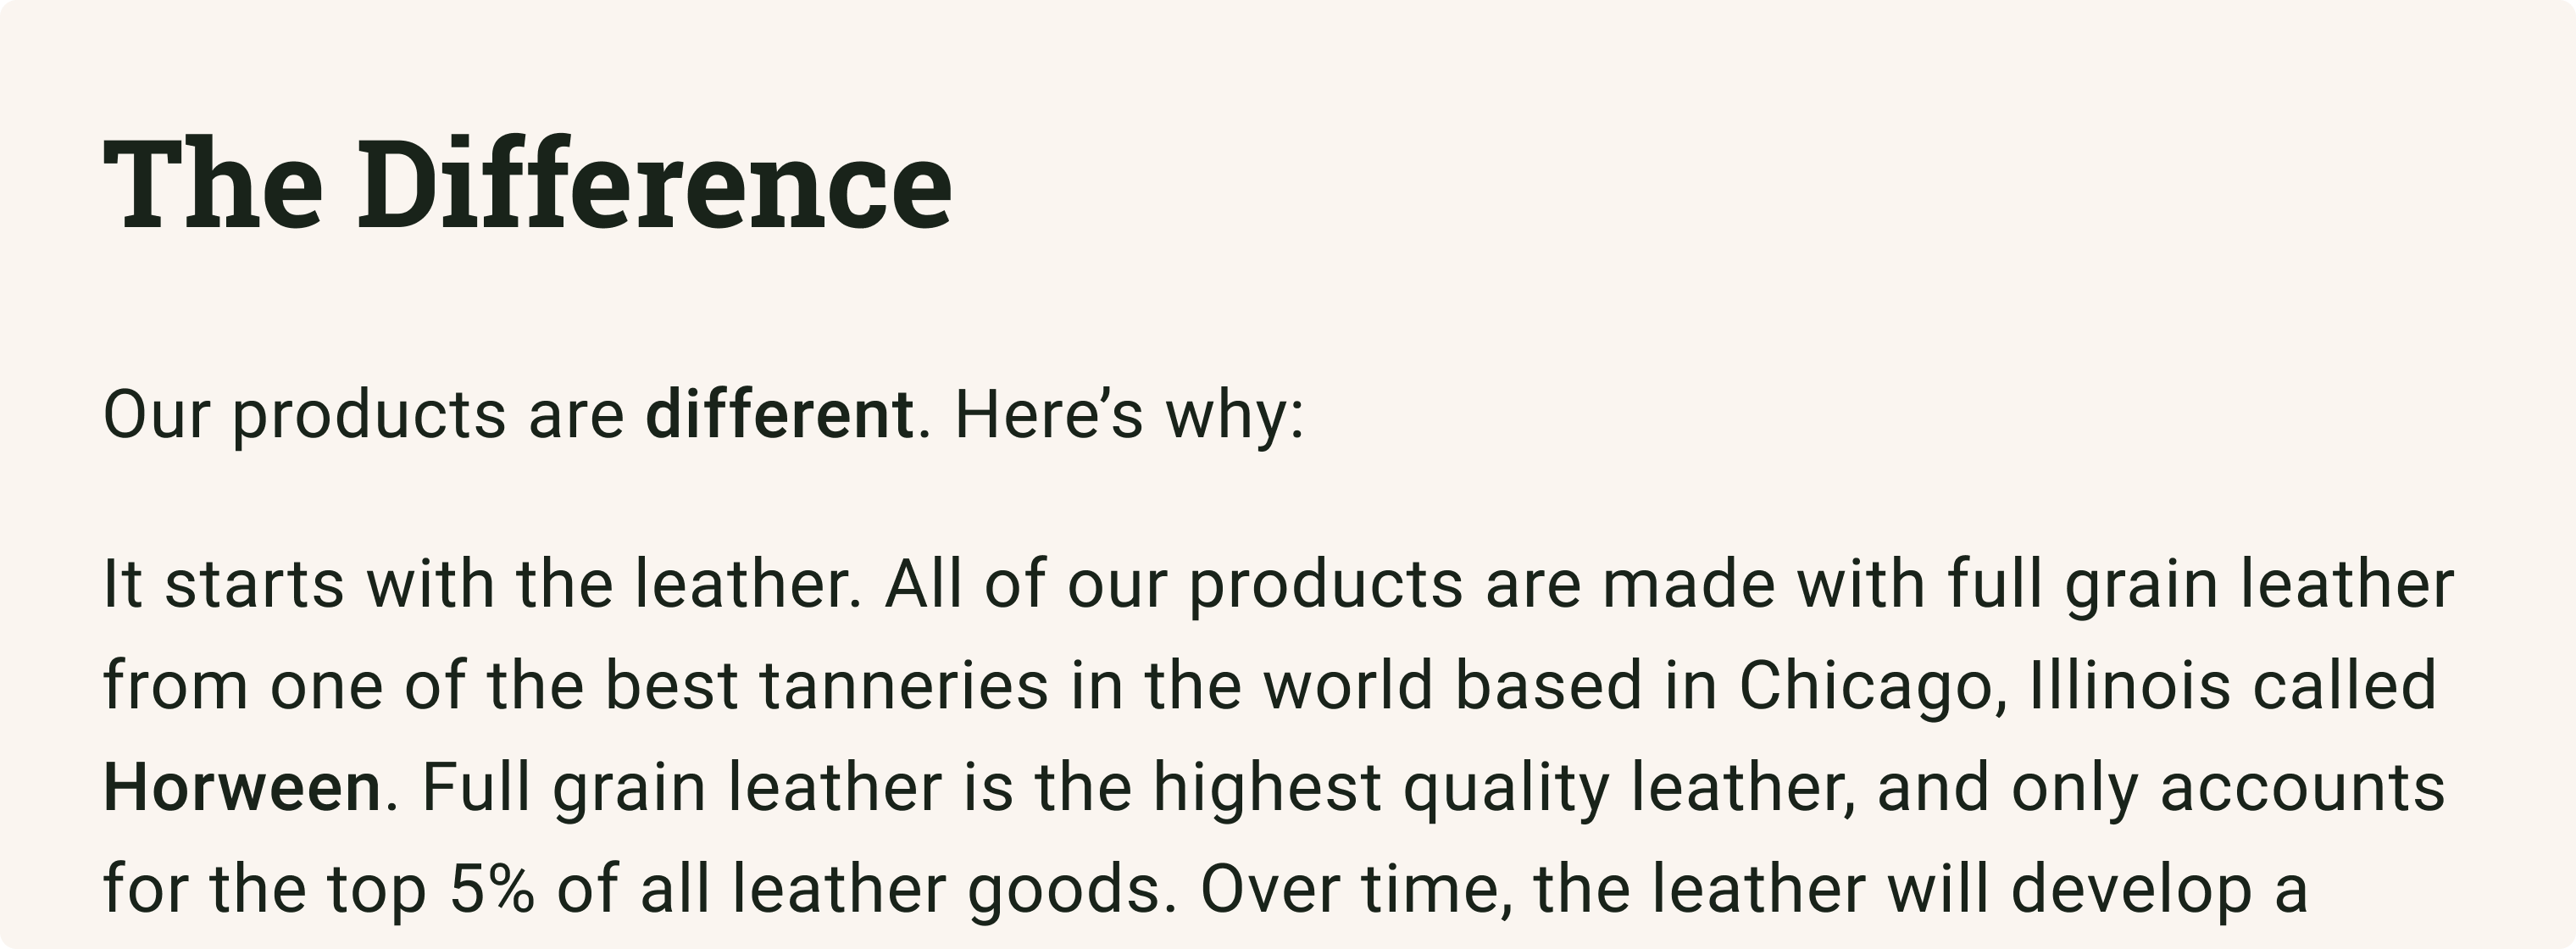 The Difference
Our products are different. Here’s why:
It starts with the leather. All of our products are made with full grain leather
from one of the best tanneries in the world based in Chicago, Illinois called
Horween. Full grain leather is the highest quality leather, and only accounts
for the top 5% of all leather goods. Over time, the leather will develop a